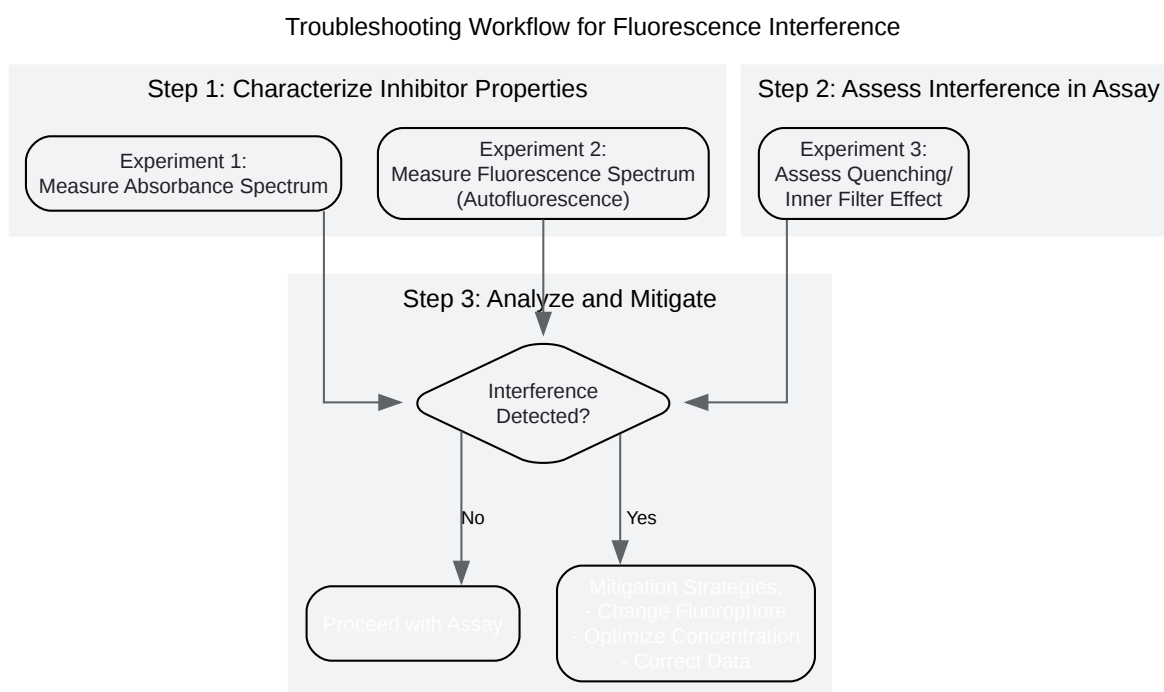 Troubleshooting Workflow for Fluorescence Interference
Step 1: Characterize Inhibitor Properties
Step 2: Assess Interference in Assay
Experiment 1:
Measure Absorbance Spectrum
Experiment 2:
Measure Fluorescence Spectrum
(Autofluorescence)
Experiment 3:
Assess Quenching/
Inner Filter Effect
Step 3: Analyze and Mitigate
Interference
Detected?
No
Yes
Proceed with Assay
Mitigation Strategies:
- Change Fluorophore
- Optimize Concentration
- Correct Data